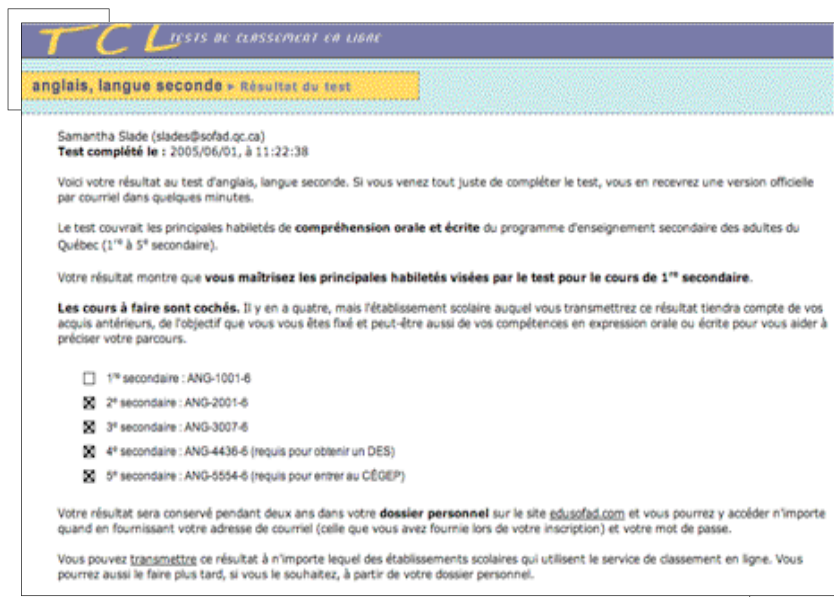 TCL TESTS DE CLASSEMENT EN LIGNE
anglais, langue seconde ▸ Résultat du test
Samantha Slade (slades@sofad.qc.ca)
Test complété le : 2005/06/01, à 11:22:38
Voici votre résultat au test d'anglais, langue seconde. Si vous venez tout juste de compléter le test, vous en recevrez une version officielle
par courriel dans quelques minutes.
Le test couvrait les principales habiletés de compréhension orale et écrite du programme d'enseignement secondaire des adultes du
Québec (1re à 5e secondaire).
Votre résultat montre que vous maîtrisez les principales habiletés visées par le test pour le cours de 1re secondaire.
Les cours à faire sont cochés. Il y en a quatre, mais l'établissement scolaire auquel vous transmettrez ce résultat tiendra compte de vos
acquis antérieurs, de l'objectif que vous vous êtes fixé et peut-être aussi de vos compétences en expression orale ou écrite pour vous aider à
préciser votre parcours.
☐ 1re secondaire : ANG-1001-6
☒ 2e secondaire : ANG-2001-6
☒ 3e secondaire : ANG-3007-6
☒ 4e secondaire : ANG-4436-6 (requis pour obtenir un DES)
☒ 5e secondaire : ANG-5554-6 (requis pour entrer au CÉGEP)
Votre résultat sera conservé pendant deux ans dans votre dossier personnel sur le site edusofad.com et vous pourrez y accéder n'importe
quand en fournissant votre adresse de courriel (celle que vous avez fournie lors de votre inscription) et votre mot de passe.
Vous pouvez transmettre ce résultat à n'importe lequel des établissements scolaires qui utilisent le service de classement en ligne. Vous
pourrez aussi le faire plus tard, si vous le souhaitez, à partir de votre dossier personnel.